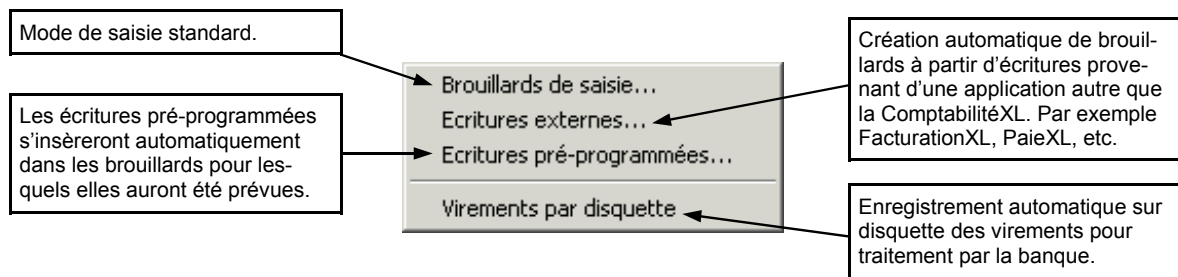 Mode de saisie standard.
Les écritures pré-programmées
s’insèreront automatiquement
dans les brouillards pour les-
quels elles auront été prévues.
Brouillards de saisie...
Ecritures externes...
Ecritures pré-programmées...
Virements par disquette
Création automatique de brouil-
lards à partir d’écritures prove-
nant d’une application autre que
la ComptabilitéXL. Par exemple
FacturationXL, PaieXL, etc.
Enregistrement automatique sur
disquette des virements pour
traitement par la banque.